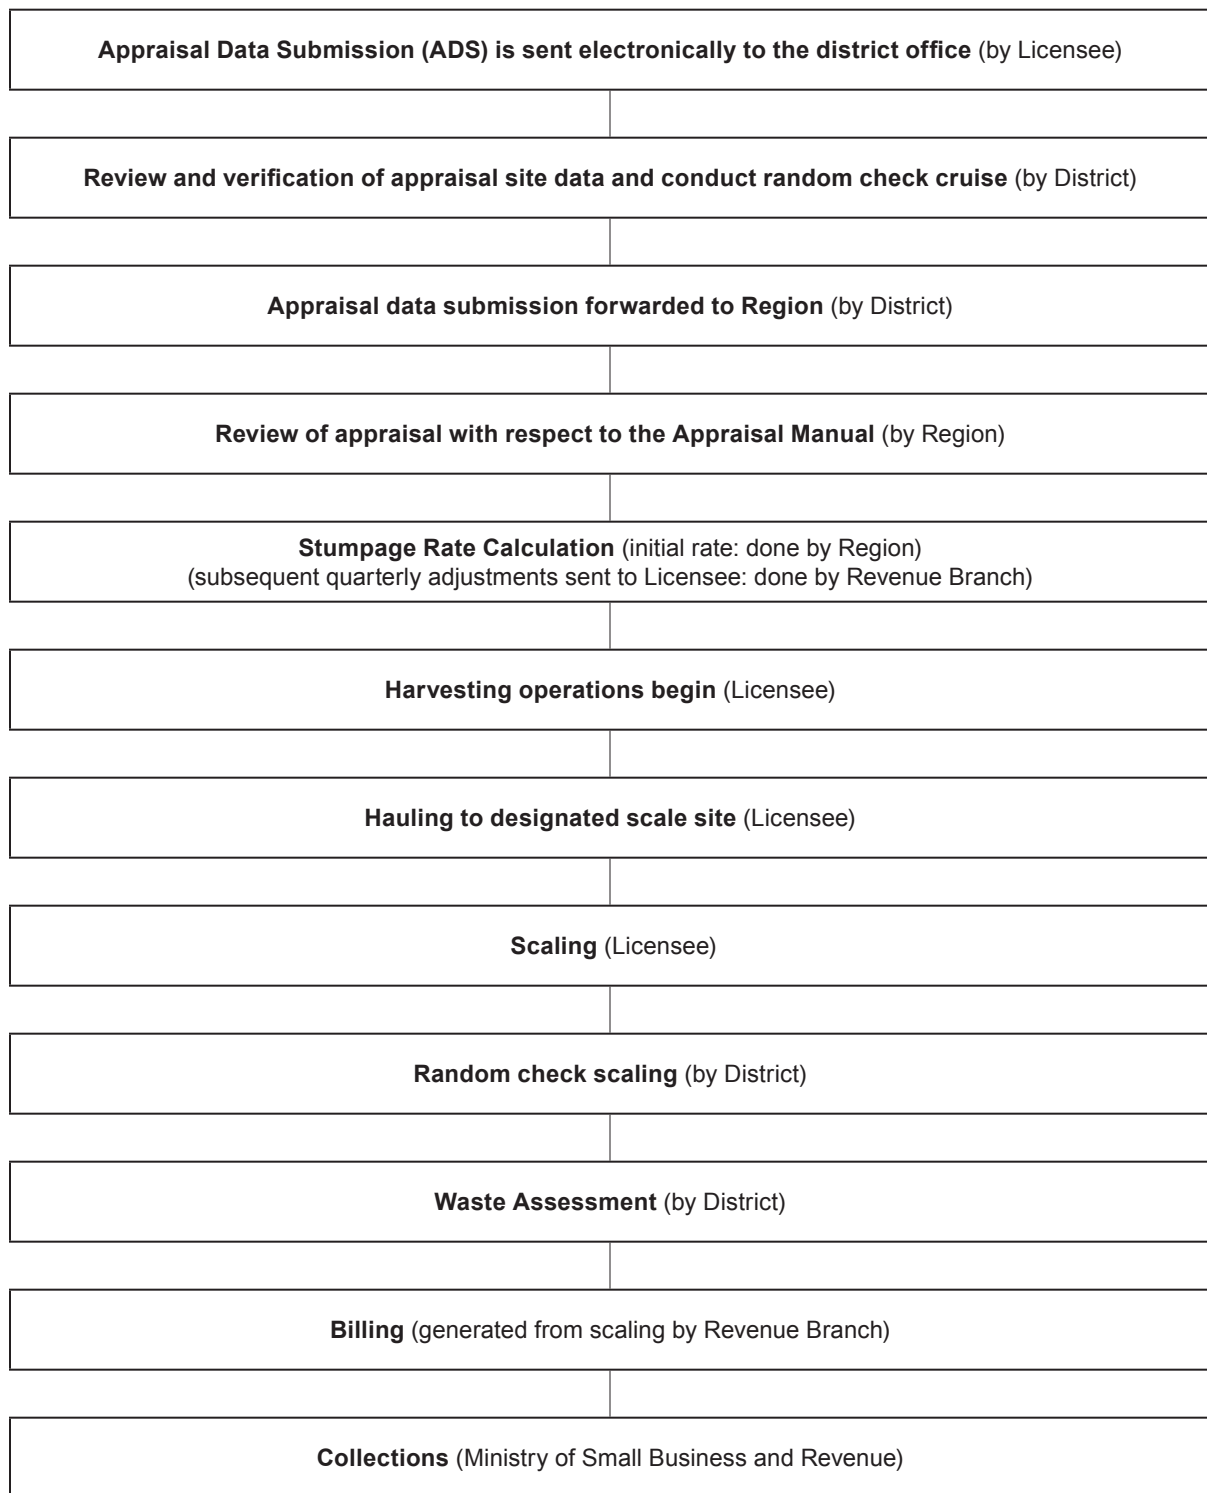 Appraisal Data Submission (ADS) is sent electronically to the district office (by Licensee)
Review and verification of appraisal site data and conduct random check cruise (by District)
Appraisal data submission forwarded to Region (by District)
Review of appraisal with respect to the Appraisal Manual (by Region)
Stumpage Rate Calculation (initial rate: done by Region)
(subsequent quarterly adjustments sent to Licensee: done by Revenue Branch)
Harvesting operations begin (Licensee)
Hauling to designated scale site (Licensee)
Scaling (Licensee)
Random check scaling (by District)
Waste Assessment (by District)
Billing (generated from scaling by Revenue Branch)
Collections (Ministry of Small Business and Revenue)